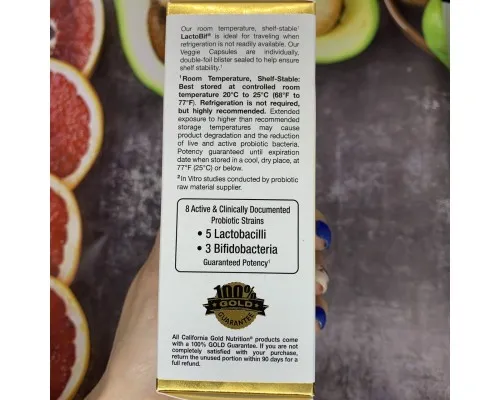 Our room temperature, shelf-stable¹
LactoBif® is ideal for traveling when
refrigeration is not readily available. Our
Veggie Capsules are individually,
double-foil blister sealed to help ensure
shelf stability.¹
¹Room Temperature, Shelf-Stable:
Best stored at controlled room
temperature 20°C to 25°C (68°F to
77°F). Refrigeration is not required,
but highly recommended. Extended
exposure to higher than recommended
storage temperatures may cause
product degradation and the reduction
of live and active probiotic bacteria.
Potency guaranteed until expiration
date when stored in a cool, dry place, at
77°F (25°C) or below.
³In Vitro studies conducted by probiotic
raw material supplier.
8 Active & Clinically Documented
Probiotic Strains
• 5 Lactobacilli
• 3 Bifidobacteria
Guaranteed Potency¹
100%
GOLD
GUARANTEE
All California Gold Nutrition® products come
with a 100% GOLD Guarantee. If you are not
completely satisfied with your purchase,
return the unused portion within 90 days for a
full refund.